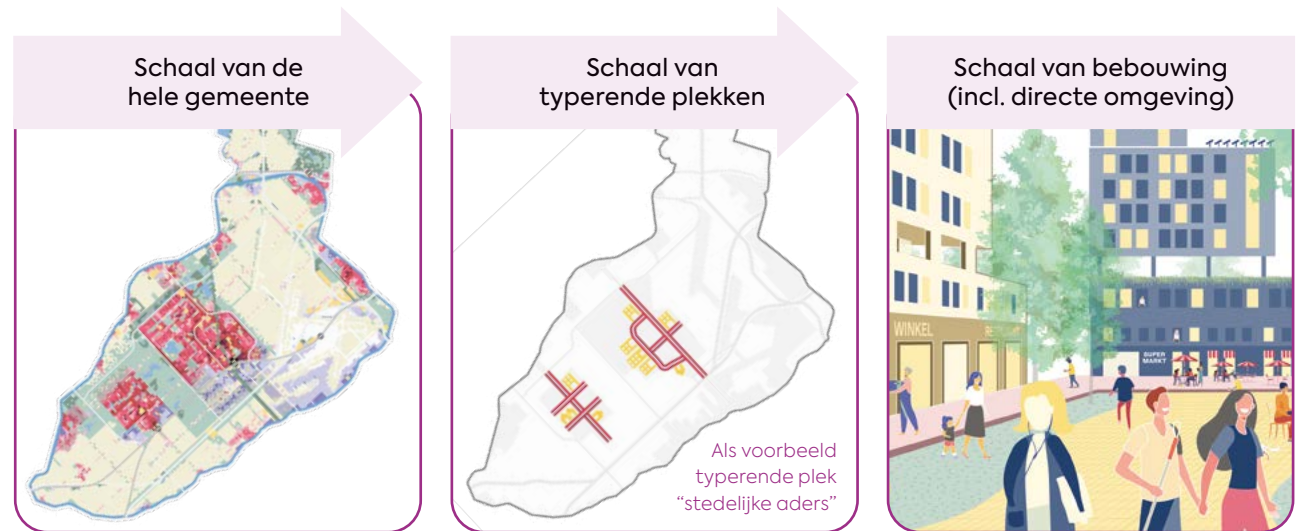 Schaal van de
hele gemeente
Schaal van
typerende plekken
Schaal van bebouwing
(incl. directe omgeving)
Als voorbeeld
typerende plek
“stedelijke aders”
WINKEL
SUPER
MARKT